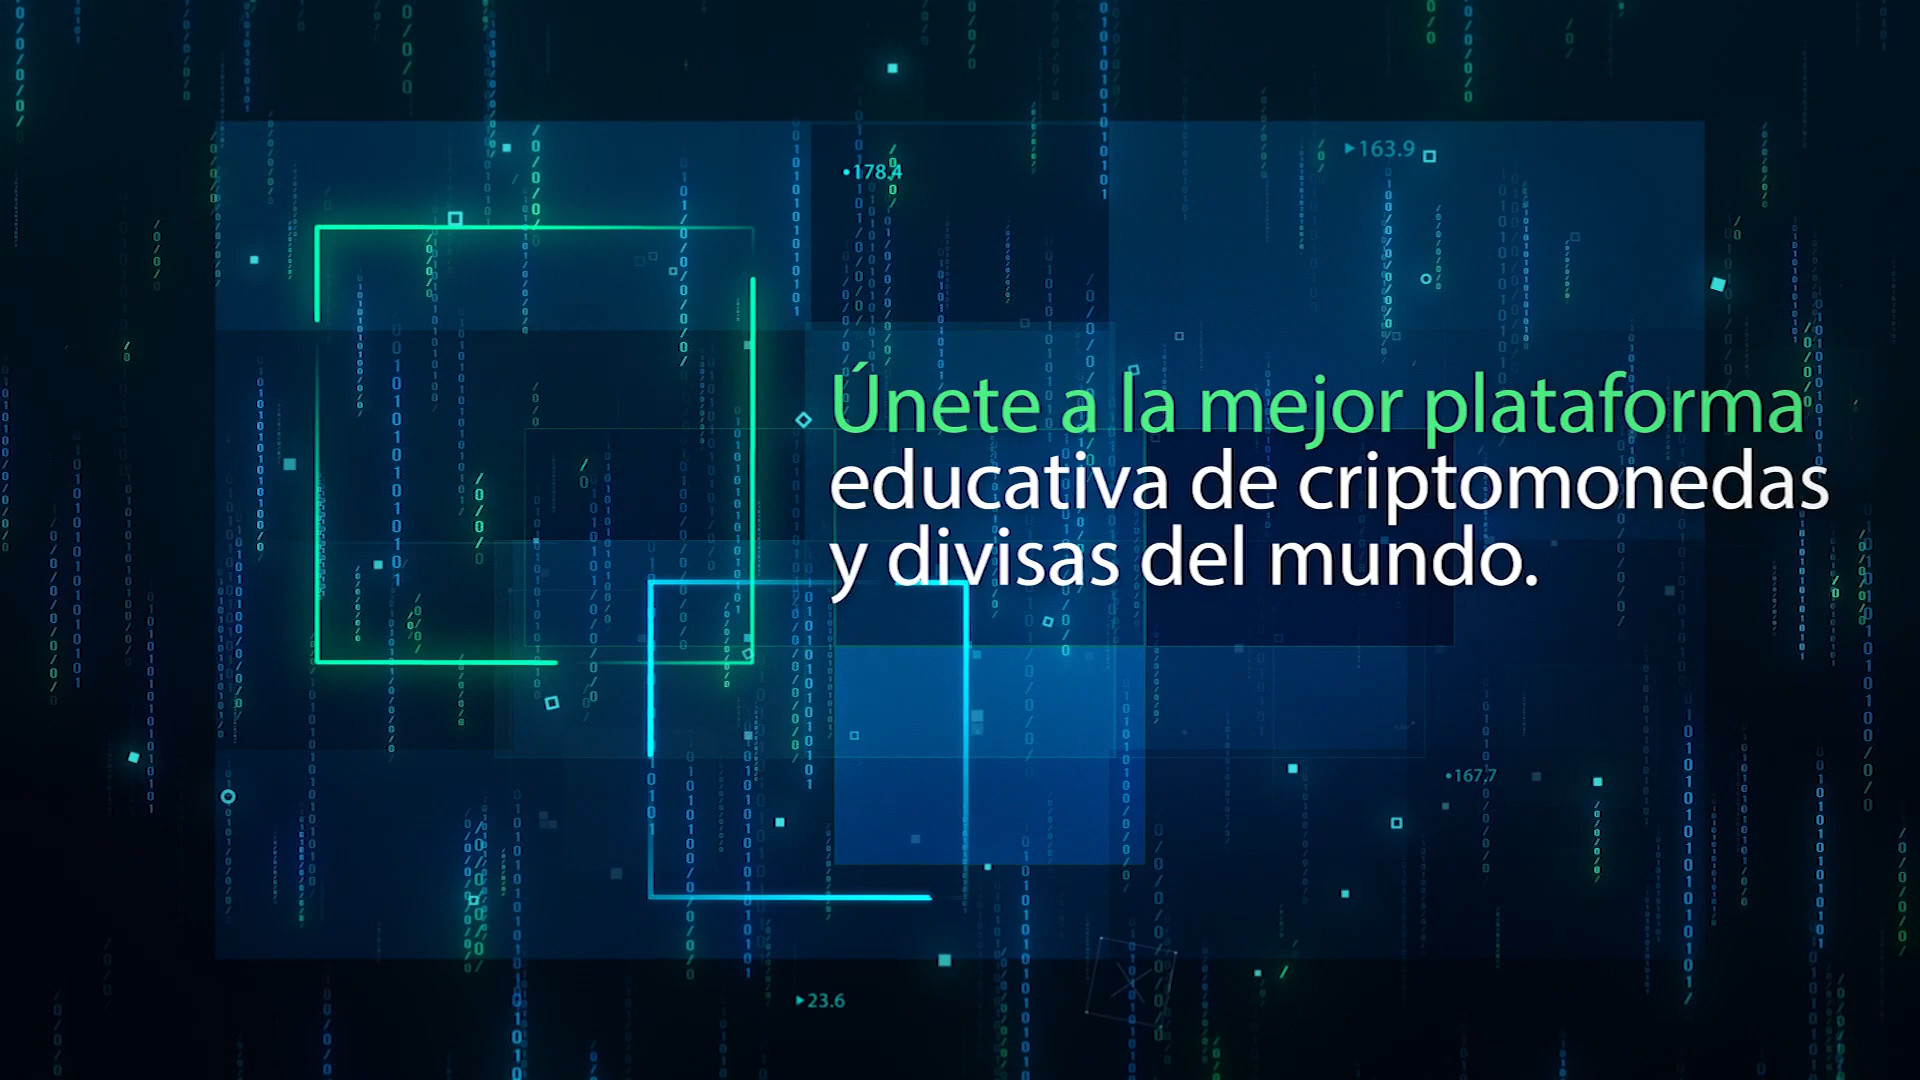 •178.4
▸163.9
Únete a la mejor plataforma
educativa de criptomonedas
y divisas del mundo.
•167.7
▸23.6